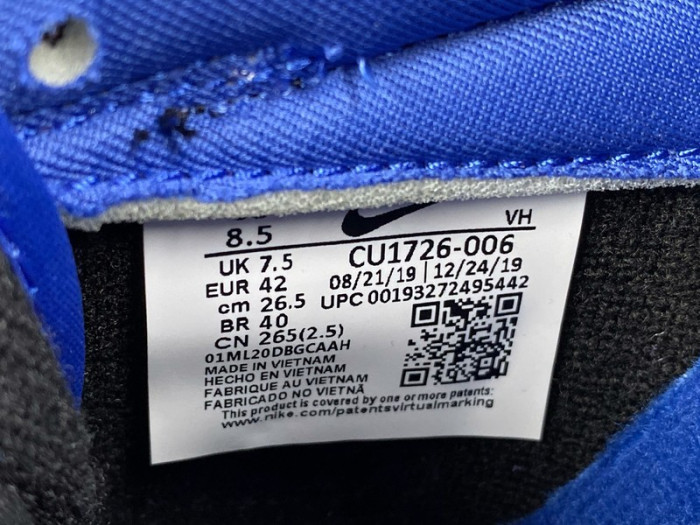 VH
8.5
CU1726-006
UK 7.5
08/21/19 | 12/24/19
EUR 42
UPC 00193272495442
cm 26.5
BR 40
CN 265(2.5)
01ML20DBGCAAH
MADE IN VIETNAM
HECHO EN VIETNAM
FABRIQUE AU VIETNAM
FABRICADO NO VIETNÃ
This product is covered by one or more patents:
www.nike.com/patentsvirtualmarking